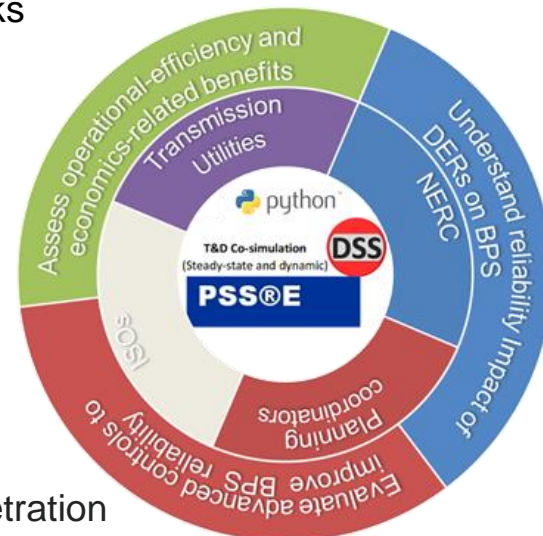 ks
Assess operational-efficiency and
economics-related benefits
Transmission
Utilities
Understand reliability Impact of
DERs on BPS
NERC
python™
T&D Co-simulation
(Steady-state and dynamic)
DSS
PSS®E
ISOs
Planning
coordinators
Evaluate advanced controls to
improve BPS reliability
etration